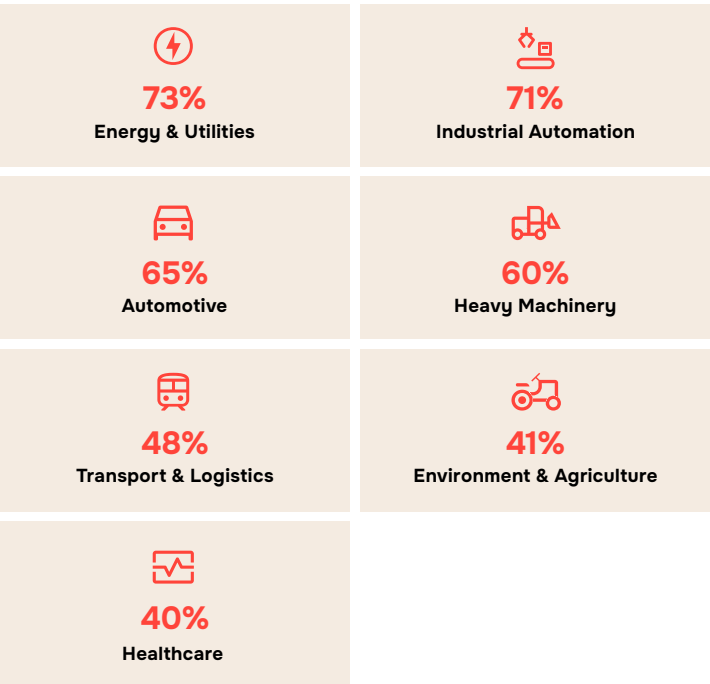 73%
Energy & Utilities
71%
Industrial Automation
65%
Automotive
60%
Heavy Machinery
48%
Transport & Logistics
41%
Environment & Agriculture
40%
Healthcare